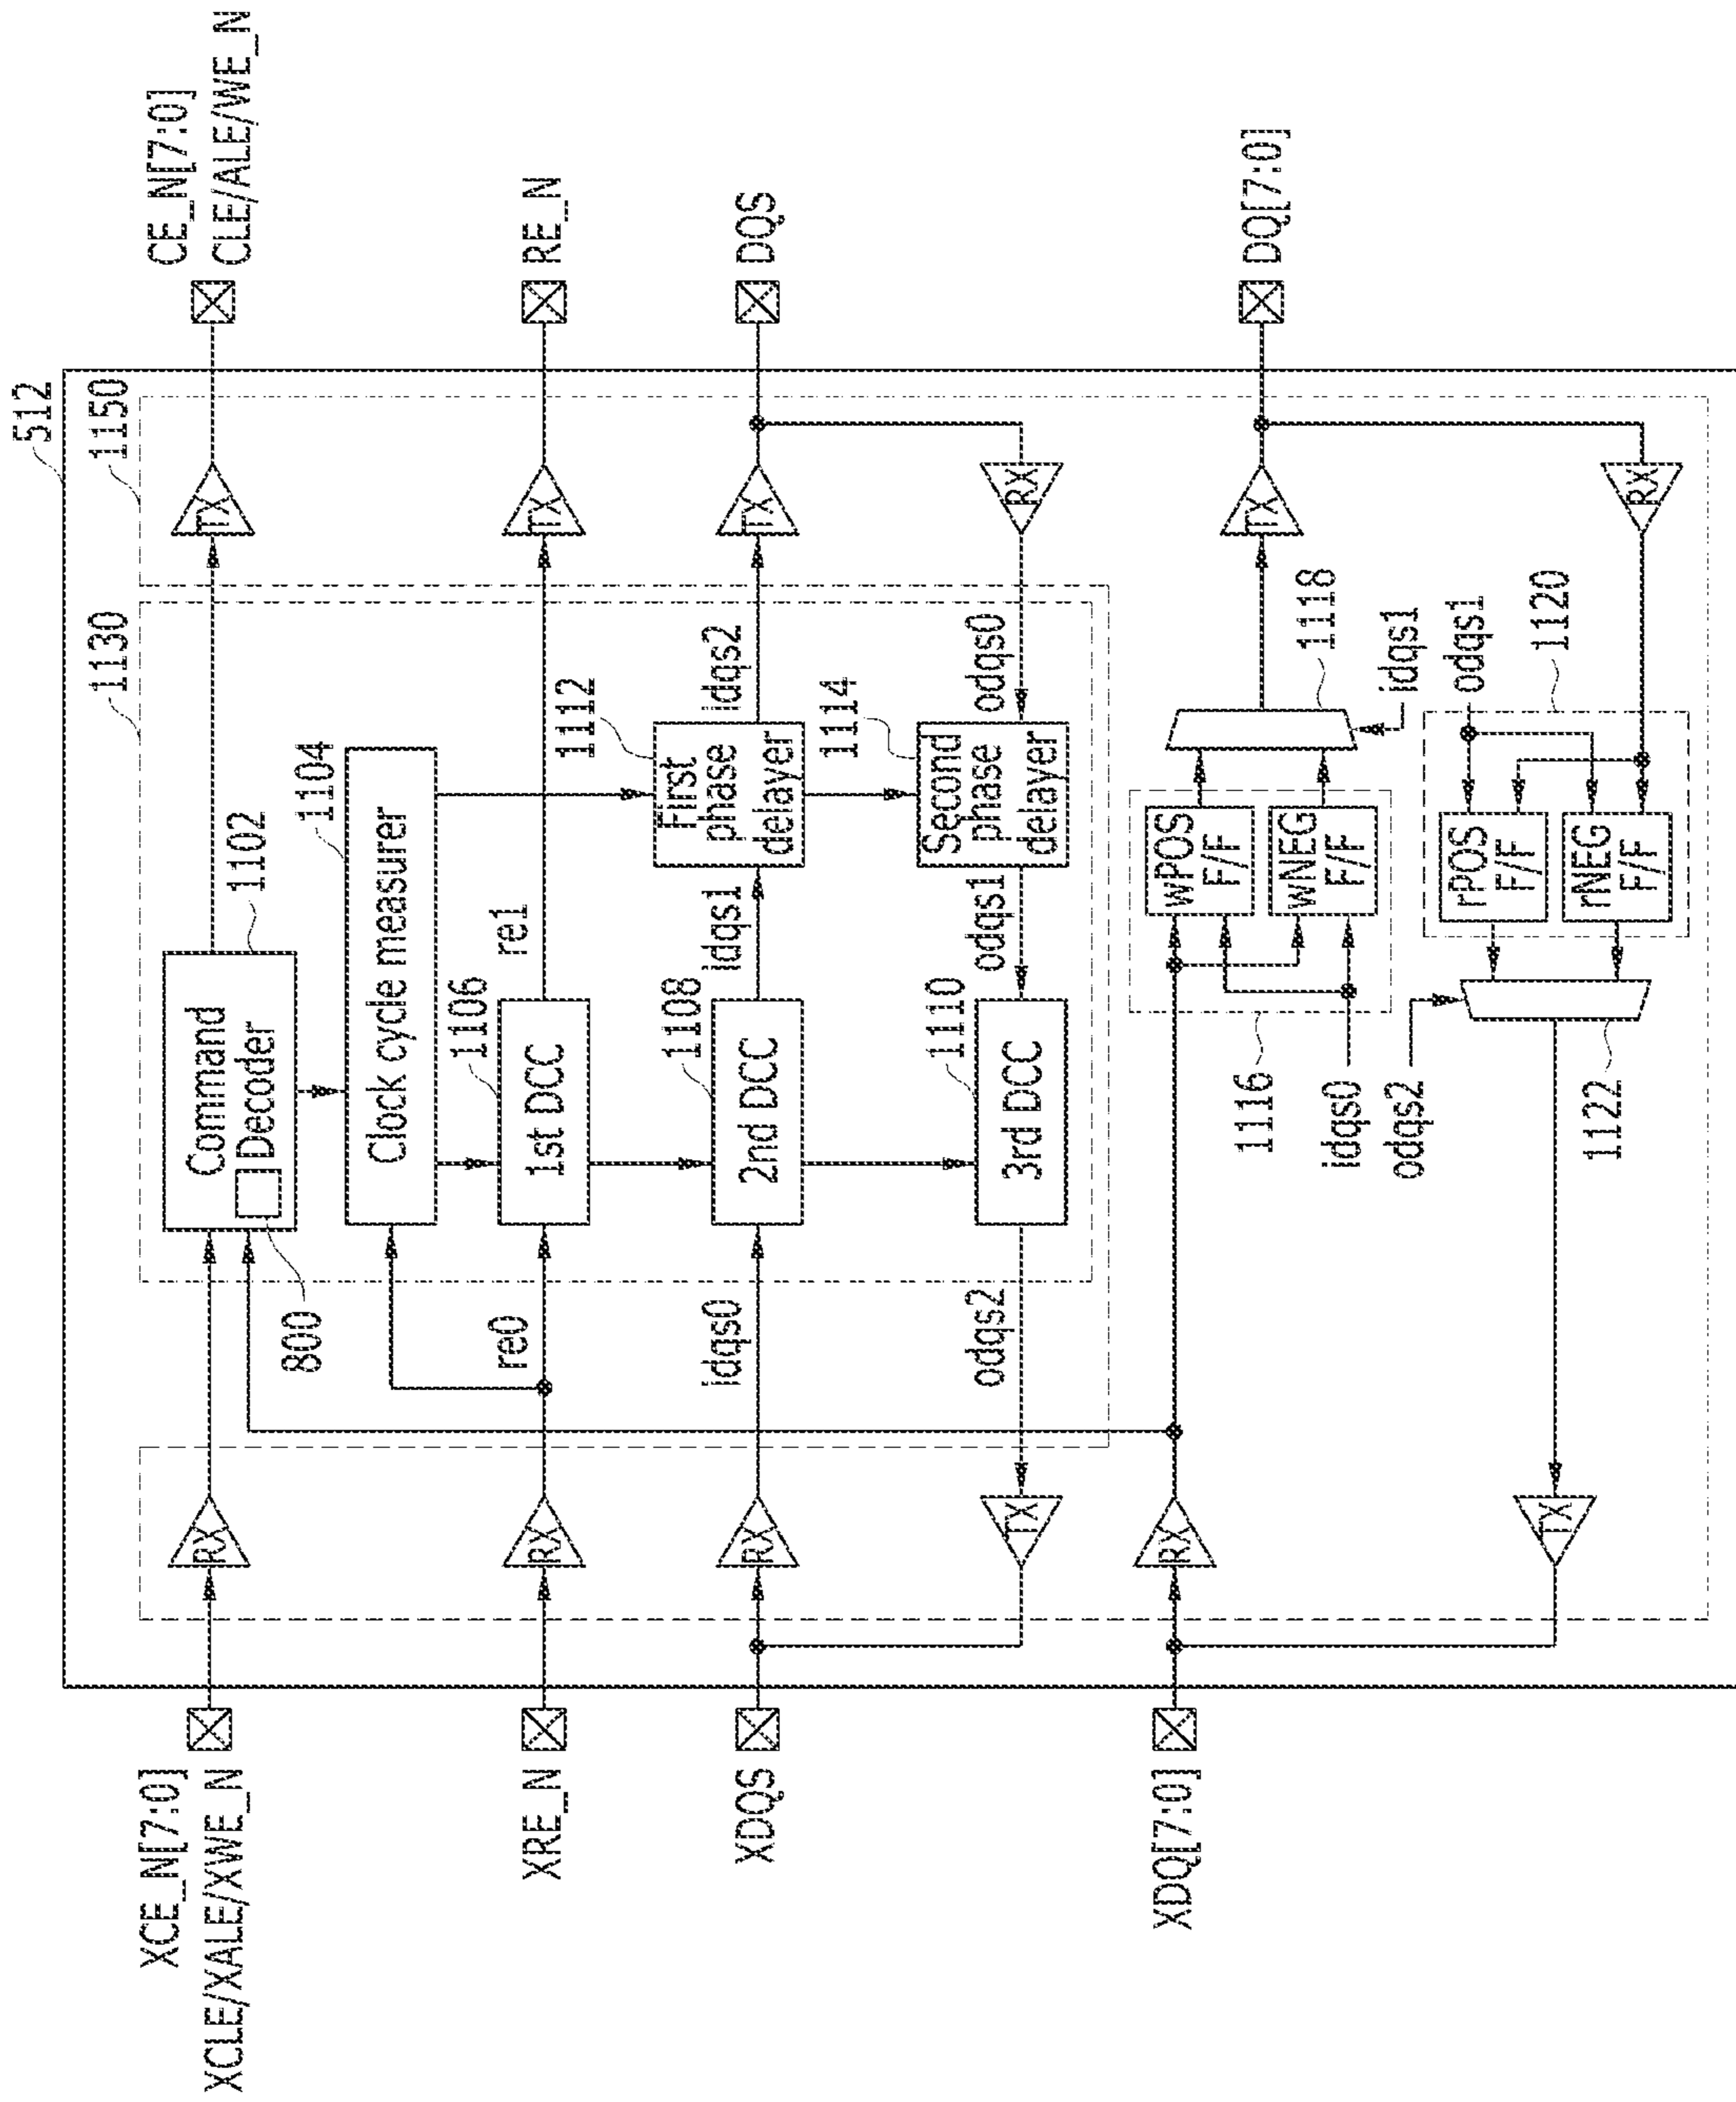 512
1150
1130
XCE_N[7:0]
XCLE/XALE/XWE_N
RX
Command
Decoder
800
1102
TX
CE_N[7:0]
CLE/ALE/WE_N
Clock cycle measurer
1104
XRE_N
RX
re0
1st DCC
1106
re1
TX
RE_N
1112
XDQS
RX
idqs0
2nd DCC
1108
idqs1
First
phase
delayer
idqs2
TX
DQS
1114
TX
odqs2
3rd DCC
1110
odqs1
Second
phase
delayer
odqs0
RX
XDQ[7:0]
RX
wPOS
F/F
wNEG
F/F
1116
1118
TX
DQ[7:0]
idqs0
idqs1
odqs2
odqs1
rPOS
F/F
rNEG
F/F
1120
1122
TX
RX